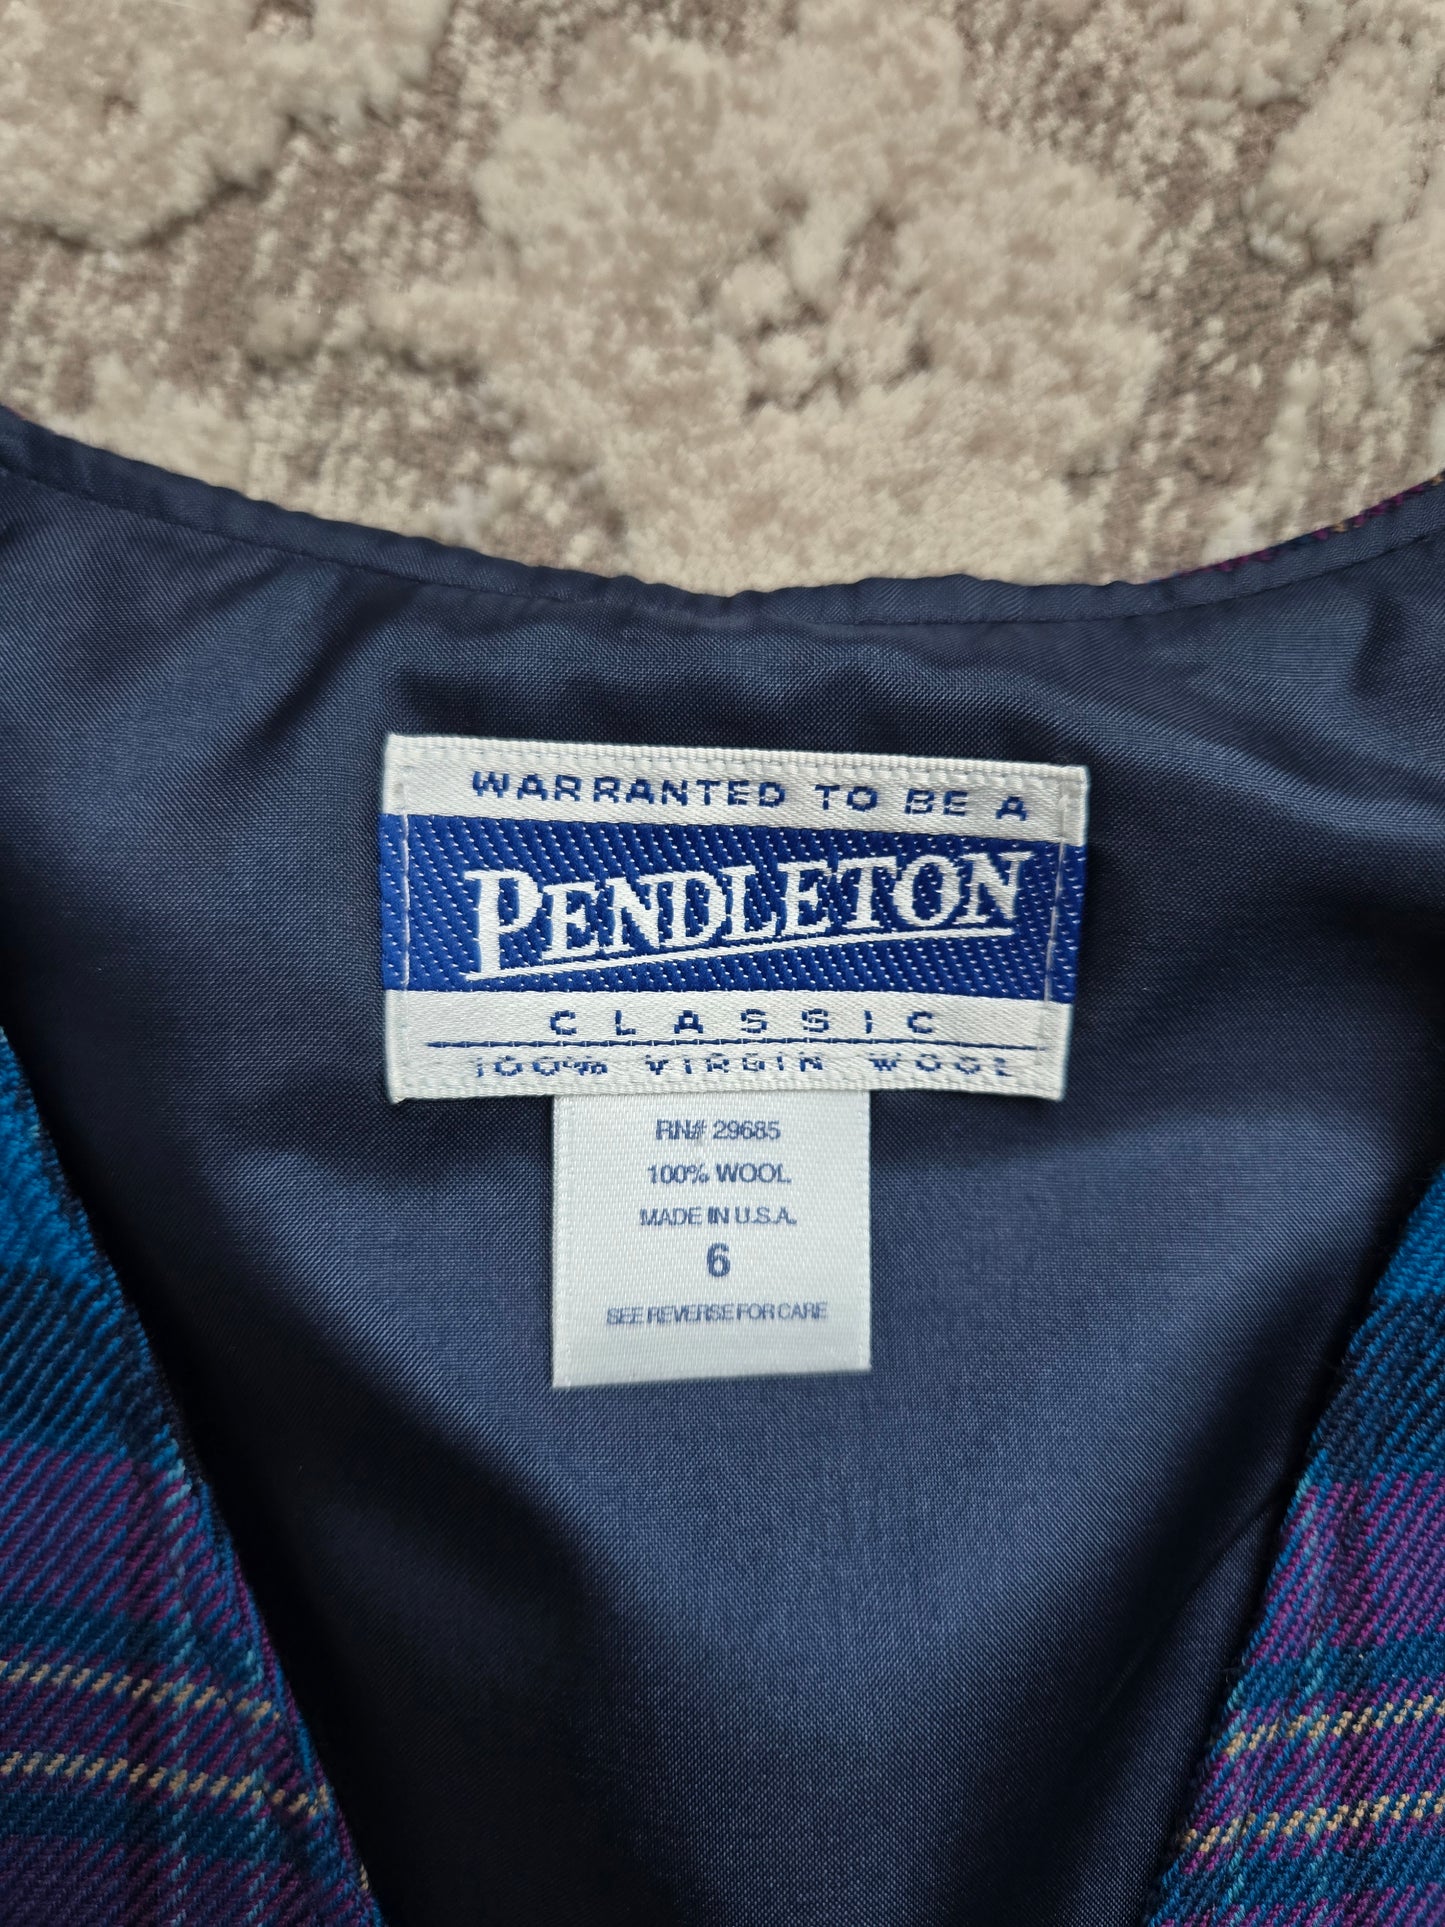 WARRANTED TO BE A
PENDLETON
CLASSIC
100% VIRGIN WOOL
RN# 29685
100% WOOL
MADE IN U.S.A.
6
SEE REVERSE FOR CARE